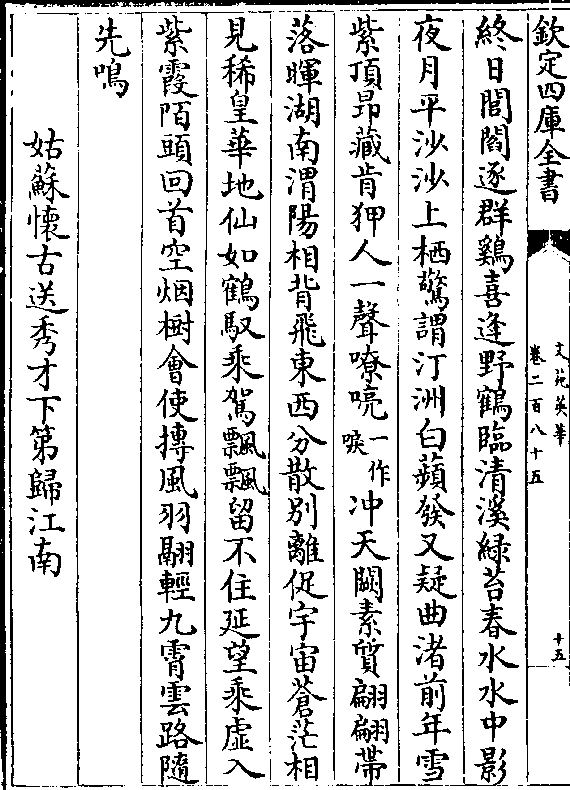 欽定四庫全書
文苑英華
卷二百八十五
十五
終日閭閻逐群鷄喜逢野鶴臨清溪緑苔春水水中影
夜月平沙沙上栖驚謂汀洲白蘋發又疑曲渚前年雪
紫頂昂藏肯狎人一聲嘹喨一作唳冲天闕素質翩翩帶
落暉湖南渭陽相背飛東西分散别離促宇宙蒼茫相
見稀皇華地仙如鶴馭乘駕飄飄留不住延望乘虚入
紫霞陌頭回首空烟樹會使摶風羽翮輕九霄雲路隨
先鳴
姑蘇懷古送秀才下第歸江南